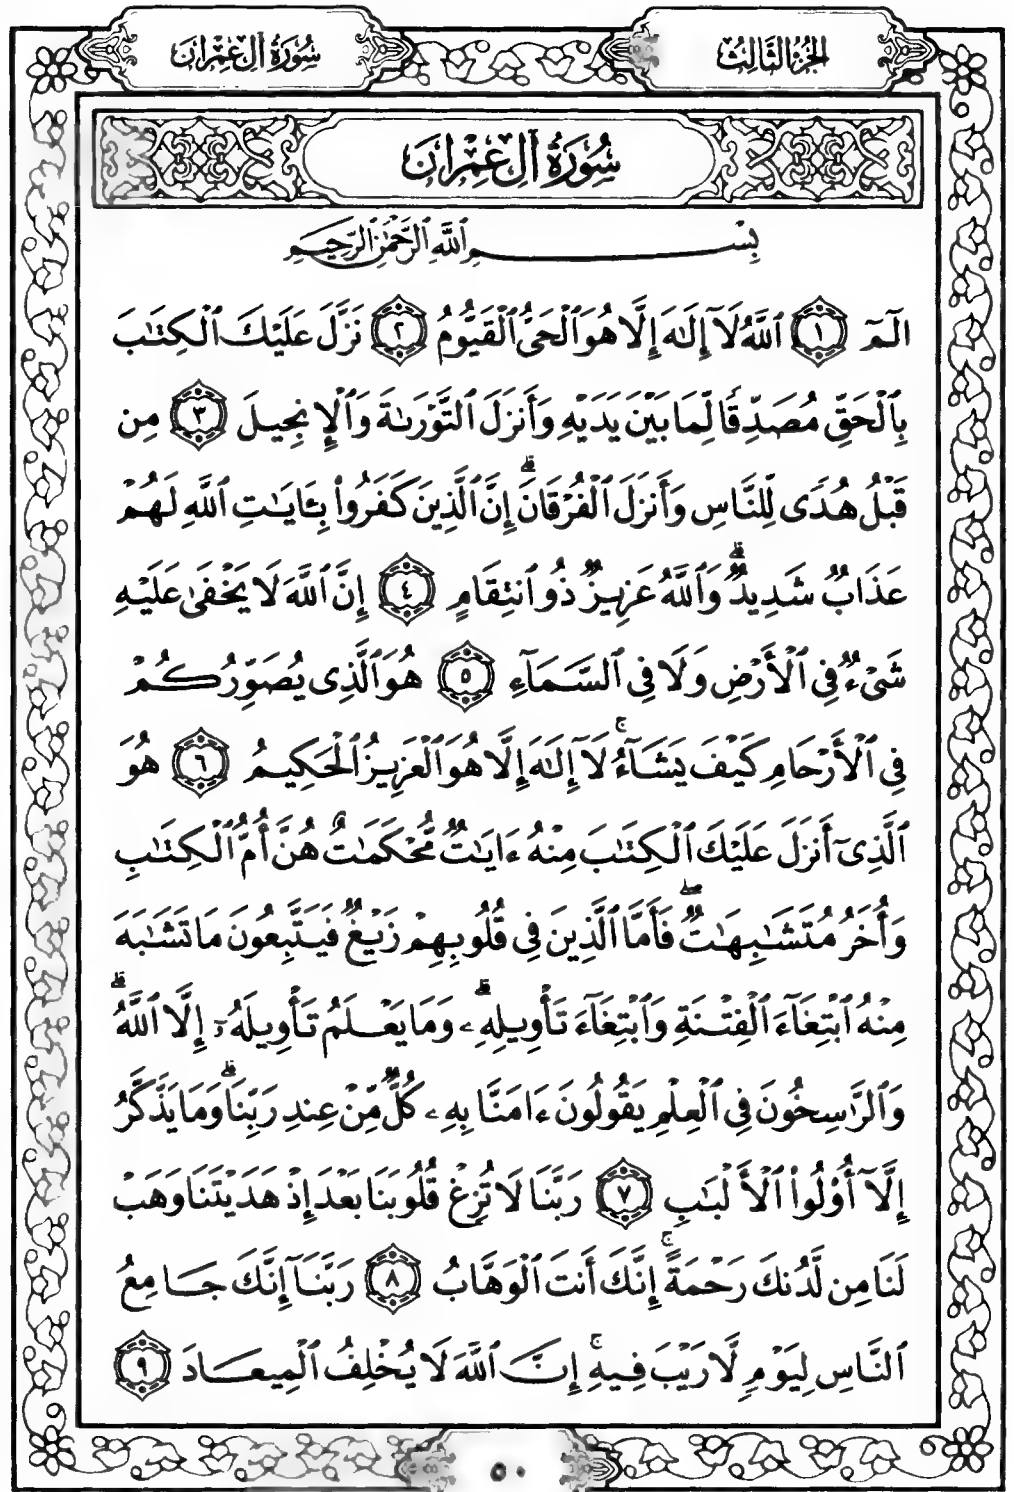 الجزء الثالث
سُورَةُ آلِ عِمْرَانَ
سُورَةُ آلِ عِمْرَانَ
بِسْمِ ٱللَّهِ ٱلرَّحْمَٰنِ ٱلرَّحِيمِ
الٓمٓ ١ ٱللَّهُ لَآ إِلَٰهَ إِلَّا هُوَ ٱلْحَىُّ ٱلْقَيُّومُ ٢ نَزَّلَ عَلَيْكَ ٱلْكِتَٰبَ
بِٱلْحَقِّ مُصَدِّقًا لِّمَا بَيْنَ يَدَيْهِ وَأَنزَلَ ٱلتَّوْرَىٰةَ وَٱلْإِنجِيلَ ٣ مِن
قَبْلُ هُدًى لِّلنَّاسِ وَأَنزَلَ ٱلْفُرْقَانَۗ إِنَّ ٱلَّذِينَ كَفَرُوا۟ بِـَٔايَٰتِ ٱللَّهِ لَهُمْ
عَذَابٌ شَدِيدٌۗ وَٱللَّهُ عَزِيزٌ ذُو ٱنتِقَامٍ ٤ إِنَّ ٱللَّهَ لَا يَخْفَىٰ عَلَيْهِ
شَىْءٌ فِى ٱلْأَرْضِ وَلَا فِى ٱلسَّمَآءِ ٥ هُوَ ٱلَّذِى يُصَوِّرُكُمْ
فِى ٱلْأَرْحَامِ كَيْفَ يَشَآءُۚ لَآ إِلَٰهَ إِلَّا هُوَ ٱلْعَزِيزُ ٱلْحَكِيمُ ٦ هُوَ
ٱلَّذِىٓ أَنزَلَ عَلَيْكَ ٱلْكِتَٰبَ مِنْهُ ءَايَٰتٌ مُّحْكَمَٰتٌ هُنَّ أُمُّ ٱلْكِتَٰبِ
وَأُخَرُ مُتَشَٰبِهَٰتٌۖ فَأَمَّا ٱلَّذِينَ فِى قُلُوبِهِمْ زَيْغٌ فَيَتَّبِعُونَ مَا تَشَٰبَهَ
مِنْهُ ٱبْتِغَآءَ ٱلْفِتْنَةِ وَٱبْتِغَآءَ تَأْوِيلِهِۦۗ وَمَا يَعْلَمُ تَأْوِيلَهُۥٓ إِلَّا ٱللَّهُۗ
وَٱلرَّٰسِخُونَ فِى ٱلْعِلْمِ يَقُولُونَ ءَامَنَّا بِهِۦ كُلٌّ مِّنْ عِندِ رَبِّنَاۗ وَمَا يَذَّكَّرُ
إِلَّآ أُو۟لُوا۟ ٱلْأَلْبَٰبِ ٧ رَبَّنَا لَا تُزِغْ قُلُوبَنَا بَعْدَ إِذْ هَدَيْتَنَا وَهَبْ
لَنَا مِن لَّدُنكَ رَحْمَةًۚ إِنَّكَ أَنتَ ٱلْوَهَّابُ ٨ رَبَّنَآ إِنَّكَ جَامِعُ
ٱلنَّاسِ لِيَوْمٍ لَّا رَيْبَ فِيهِۚ إِنَّ ٱللَّهَ لَا يُخْلِفُ ٱلْمِيعَادَ ٩
٥٠